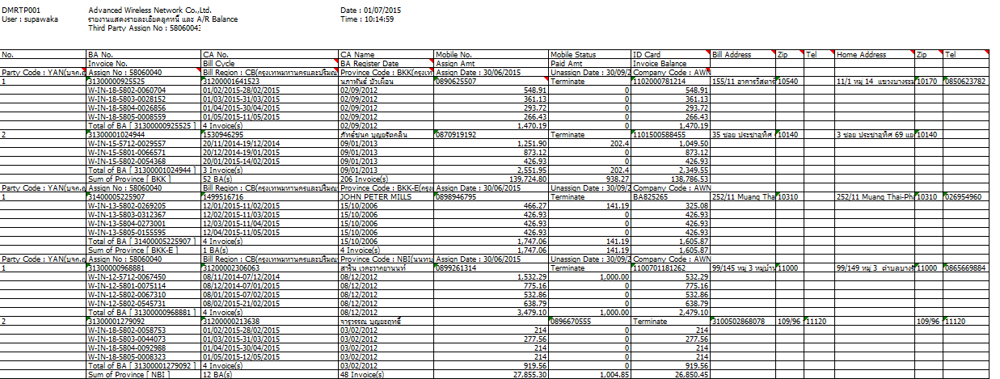 DMRTP001 Advanced Wireless Network Co.,Ltd. Date : 01/07/2015
User : supawaka รายงานแสดงรายละเอียดลูกหนี้ และ A/R Balance Time : 10:14:59
Third Party Assign No : 58060043
No. BA No. CA No. CA Name Mobile No. Mobile Status ID Card Bill Address Zip Tel Home Address Zip Tel
Invoice No. Bill Cycle BA Register Date Assign Amt Paid Amt Invoice Balance
Party Code : YAN(บจก.ญ Assign No : 58060040 Bill Region : CB(กรุงเทพมหานครและปริมณ Province Code : BKK(กรุงเท Assign Date : 30/06/2015 Unassign Date : 30/09/2 Company Code : AWN
1 31300000925525 31200001641523 นภาพันธ์ บัวเผือน 0890625507 Terminate 1102000781214 155/11 อาคารวิสตาร์ 10540 11/1 หมู่ 14 แขวงบางระม 10170 0850623782
W-IN-18-5802-0060704 01/02/2015-28/02/2015 02/09/2012 548.91 0 548.91
W-IN-18-5803-0028152 01/03/2015-31/03/2015 02/09/2012 361.13 0 361.13
W-IN-18-5804-0026856 01/04/2015-30/04/2015 02/09/2012 293.72 0 293.72
W-IN-18-5805-0008559 01/05/2015-11/05/2015 02/09/2012 266.43 0 266.43
Total of BA [ 31300000925525 ] 4 Invoice(s) 02/09/2012 1,470.19 0 1,470.19
2 31300001024944 1530946295 0870919192 Terminate 1101500588455 35 ซอย ประชาอุทิศ 10140 3 ซอย ประชาอุทิศ 69 แข 10140
W-IN-15-5712-0029557 20/11/2014-19/12/2014 09/01/2013 1,251.90 202.4 1,049.50
W-IN-15-5801-0066571 20/12/2014-19/01/2015 09/01/2013 873.12 0 873.12
W-IN-15-5802-0054368 20/01/2015-14/02/2015 09/01/2013 426.93 0 426.93
Total of BA [ 31300001024944 ] 3 Invoice(s) 09/01/2013 2,551.95 202.4 2,349.55
Sum of Province [ BKK ] 52 BA(s) 206 Invoice(s) 139,724.80 938.27 138,786.53
Party Code : YAN(บจก.ญ Assign No : 58060040 Bill Region : CB(กรุงเทพมหานครและปริมณ Province Code : BKK-E(กรุง Assign Date : 30/06/2015 Unassign Date : 30/09/2 Company Code : AWN
1 31400005225907 1499516716 JOHN PETER MILLS 0898946795 Terminate BA825265 252/11 Muang Tha 10310 252/11 Muang Thai-Pha 10310 026954960
W-IN-13-5802-0269205 12/01/2015-11/02/2015 15/10/2006 466.27 141.19 325.08
W-IN-13-5803-0312367 12/02/2015-11/03/2015 15/10/2006 426.93 0 426.93
W-IN-13-5804-0273001 12/03/2015-11/04/2015 15/10/2006 426.93 0 426.93
W-IN-13-5805-0155595 12/04/2015-11/05/2015 15/10/2006 426.93 0 426.93
Total of BA [ 31400005225907 ] 4 Invoice(s) 15/10/2006 1,747.06 141.19 1,605.87
Sum of Province [ BKK-E ] 1 BA(s) 4 Invoice(s) 1,747.06 141.19 1,605.87
Party Code : YAN(บจก.ญ Assign No : 58060040 Bill Region : CB(กรุงเทพมหานครและปริมณ Province Code : NBI(นนทบ Assign Date : 30/06/2015 Unassign Date : 30/09/2 Company Code : AWN
1 31300000968881 31200002306063 0899261314 Terminate 1100701181262 99/145 หมู่ 3 หมู่บ้าน 11000 99/149 หมู่ 3 ตำบลบางรั 11000 0865669884
W-IN-12-5712-0067450 08/11/2014-07/12/2014 08/12/2012 1,532.29 1,000.00 532.29
W-IN-12-5801-0075114 08/12/2014-07/01/2015 08/12/2012 775.16 0 775.16
W-IN-12-5802-0067310 08/01/2015-07/02/2015 08/12/2012 532.86 0 532.86
W-IN-12-5802-0545731 08/02/2015-21/02/2015 08/12/2012 638.79 0 638.79
Total of BA [ 31300000968881 ] 4 Invoice(s) 08/12/2012 3,479.10 1,000.00 2,479.10
2 31300001279092 31200000213638 จารุวรรณ บุญยะฤทธิ์ 0896670555 Terminate 3100502868078 109/96 11120 109/96 11120
W-IN-18-5802-0058753 01/02/2015-28/02/2015 03/02/2012 214 0 214
W-IN-18-5803-0044073 01/03/2015-31/03/2015 03/02/2012 277.56 0 277.56
W-IN-18-5804-0092988 01/04/2015-30/04/2015 03/02/2012 214 0 214
W-IN-18-5805-0008323 01/05/2015-12/05/2015 03/02/2012 214 0 214
Total of BA [ 31300001279092 ] 4 Invoice(s) 03/02/2012 919.56 0 919.56
Sum of Province [ NBI ] 12 BA(s) 48 Invoice(s) 27,855.30 1,004.85 26,850.45